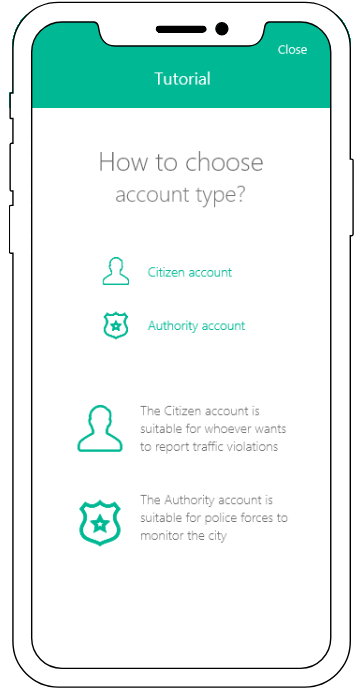 Close
Tutorial
How to choose
account type?
Citizen account
Authority account
The Citizen account is
suitable for whoever wants
to report traffic violations
The Authority account is
suitable for police forces to
monitor the city